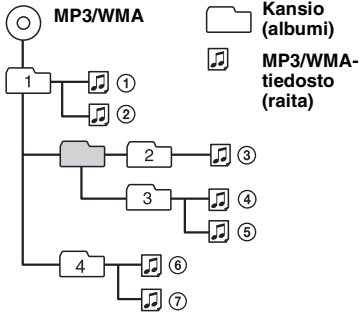 MP3/WMA
Kansio
(albumi)
MP3/WMA-
tiedosto
(raita)
1
①
②
2
③
3
④
⑤
4
⑥
⑦